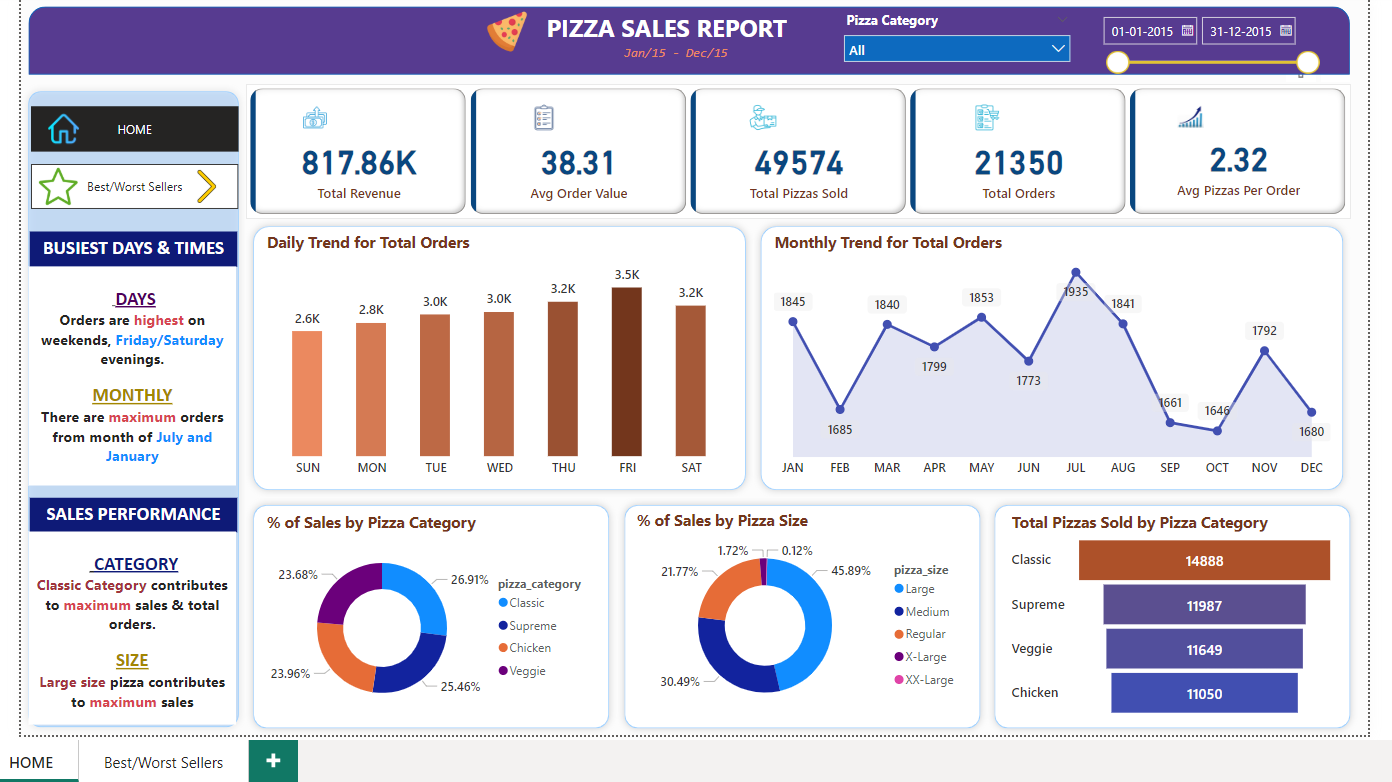 PIZZA SALES REPORT
Jan/15 - Dec/15
Pizza Category
All
01-01-2015
31-12-2015
HOME
Best/Worst Sellers
BUSIEST DAYS & TIMES
DAYS
Orders are highest on
weekends, Friday/Saturday
evenings.
MONTHLY
There are maximum orders
from month of July and
January
SALES PERFORMANCE
CATEGORY
Classic Category contributes
to maximum sales & total
orders.
SIZE
Large size pizza contributes
to maximum sales
817.86K
Total Revenue
38.31
Avg Order Value
49574
Total Pizzas Sold
21350
Total Orders
2.32
Avg Pizzas Per Order
Daily Trend for Total Orders
2.6K
2.8K
3.0K
3.0K
3.2K
3.5K
3.2K
SUN MON TUE WED THU FRI SAT
Monthly Trend for Total Orders
1845
1685
1840
1799
1853
1773
1935
1841
1661
1646
1792
1680
JAN FEB MAR APR MAY JUN JUL AUG SEP OCT NOV DEC
% of Sales by Pizza Category
23.68%
26.91%
23.96%
25.46%
pizza_category
Classic
Supreme
Chicken
Veggie
% of Sales by Pizza Size
1.72%
0.12%
21.77%
45.89%
30.49%
pizza_size
Large
Medium
Regular
X-Large
XX-Large
Total Pizzas Sold by Pizza Category
Classic 14888
Supreme 11987
Veggie 11649
Chicken 11050
HOME
Best/Worst Sellers
+